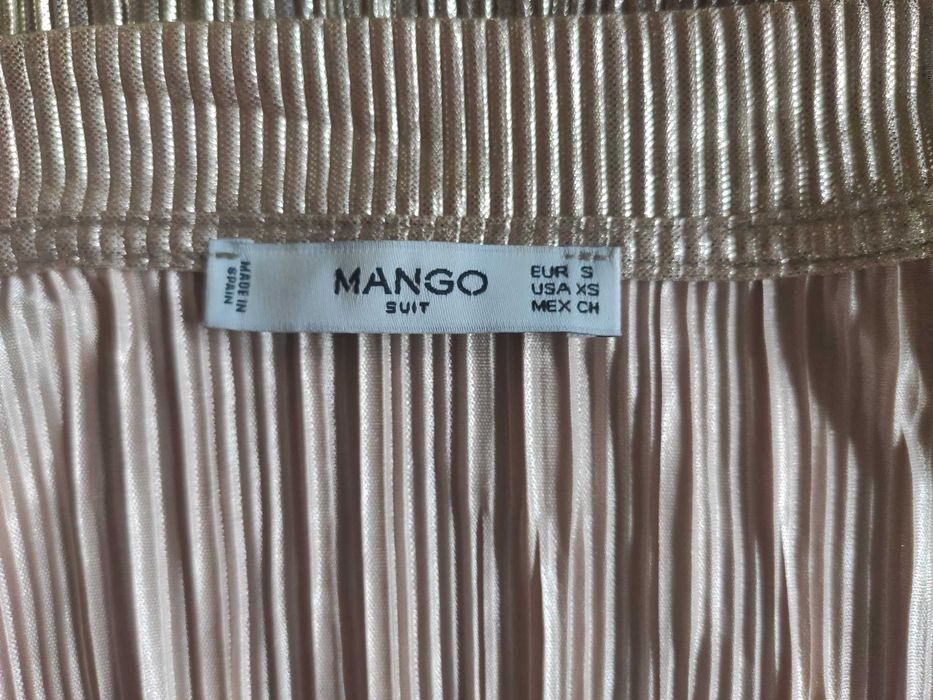 MADE IN
SPAIN
MANGO
SUIT
EUR S
USA XS
MEX CH